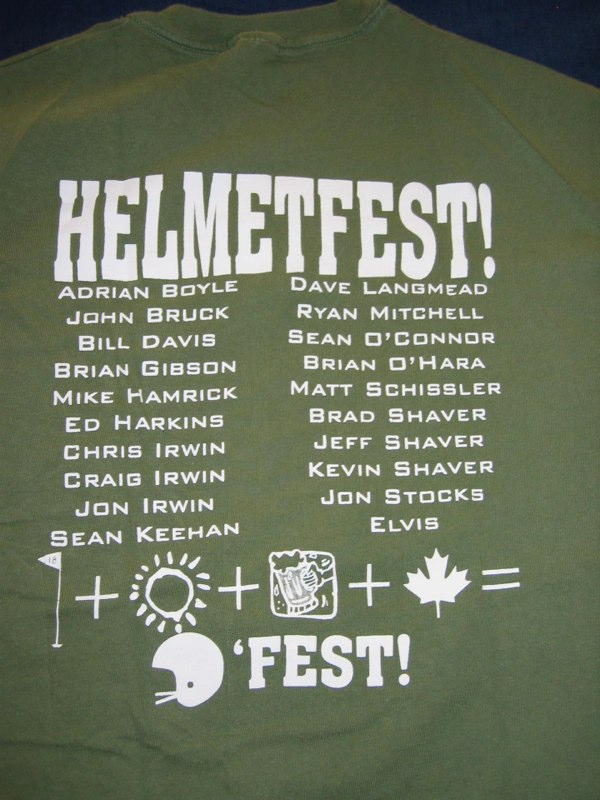 HELMETFEST!
ADRIAN BOYLE
JOHN BRUCK
BILL DAVIS
BRIAN GIBSON
MIKE HAMRICK
ED HARKINS
CHRIS IRWIN
CRAIG IRWIN
JON IRWIN
SEAN KEEHAN
DAVE LANGMEAD
RYAN MITCHELL
SEAN O'CONNOR
BRIAN O'HARA
MATT SCHISSLER
BRAD SHAVER
JEFF SHAVER
KEVIN SHAVER
JON STOCKS
ELVIS
18 + + + =
'FEST!